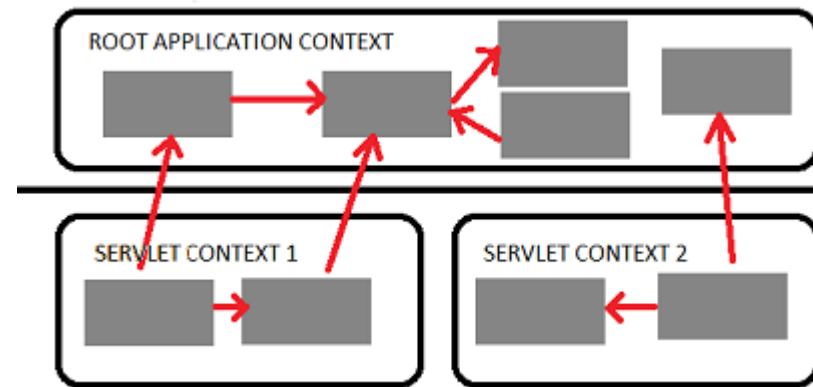 ROOT APPLICATION CONTEXT
SERVLET CONTEXT 1
SERVLET CONTEXT 2